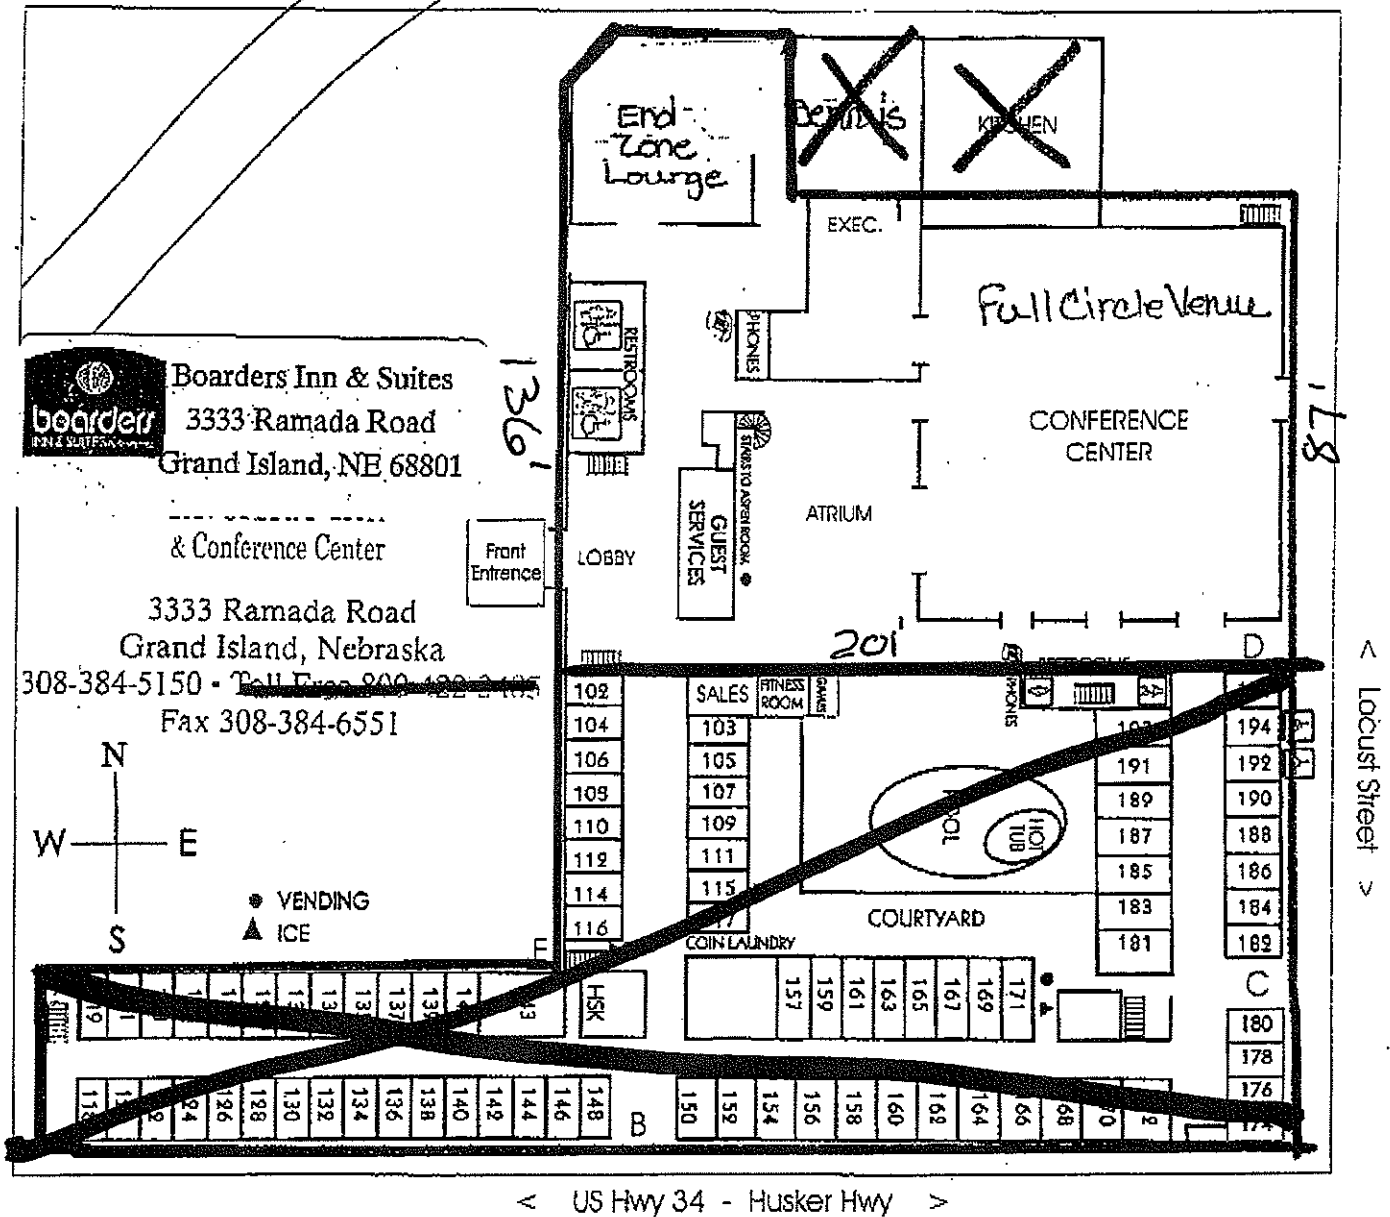 End
Zone
Lounge
Denni's
KITCHEN
EXEC.
Full Circle Venue
RESTROOMS
PHONES
136'
87'
boarders
INN & SUITES
Boarders Inn & Suites
3333 Ramada Road
Grand Island, NE 68801
CONFERENCE
CENTER
STAIRS TO ASPEN ROOM
GUEST
SERVICES
ATRIUM
LOBBY
Front
Entrance
& Conference Center
3333 Ramada Road
Grand Island, Nebraska
308-384-5150 • Toll Free 800-422-
Fax 308-384-6551
201'
D
PHONES
102
SALES
FITNESS
ROOM
GAMES
104
103
194
106
105
191
192
108
107
189
190
110
109
187
188
112
111
185
186
114
115
183
184
116
181
182
POOL
HOT
TUB
COURTYARD
COIN LAUNDRY
< Locust Street >
N
W E
S
● VENDING
▲ ICE
HSK
157
159
161
163
165
167
169
171
C
180
178
176
126
128
130
132
134
136
138
140
142
144
146
148
B
150
152
154
156
158
160
162
164
< US Hwy 34 - Husker Hwy >